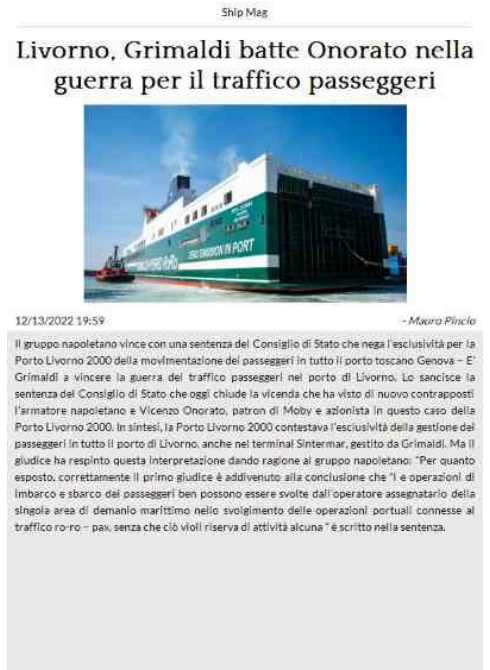 Ship Mag
Livorno, Grimaldi batte Onorato nella
guerra per il traffico passeggeri
ZERO EMISSION IN PORT
12/13/2022 19:59
- Mauro Pincio
Il gruppo napoletano vince con una sentenza del Consiglio di Stato che nega l'esclusività per la
Porto Livorno 2000 della movimentazione dei passeggeri in tutto il porto toscano Genova – E'
Grimaldi a vincere la guerra del traffico passegeri nel porto di Livorno. Lo sancisce la
sentenza del Consiglio di Stato che oggi chiude la vicenda che ha visto di nuovo contrapposti
l'armatore napoletano e Vicenzo Onorato, patron di Moby e azionista in questo caso della
Porto Livorno 2000. In sintesi, la Porto Livorno 2000 contestava l'esclusività della gestione dei
passegeri in tutto il porto di Livorno, anche nel terminal Sintermar, gestito da Grimaldi. Ma il
giudice ha respinto questa interpretazione dando ragione al gruppo napoletano: "Per quanto
esposto, correttamente il primo giudice è addivenuto alla conclusione che "l e operazioni di
imbarco e sbarco dei passeggeri ben possono essere svolte dall'operatore assegnatario della
singola area di demanio marittimo nello svolgimento delle operazioni portuali connesse al
traffico ro-ro – pax, senza che ciò violi riserva di attività alcuna " è scritto nella sentenza.